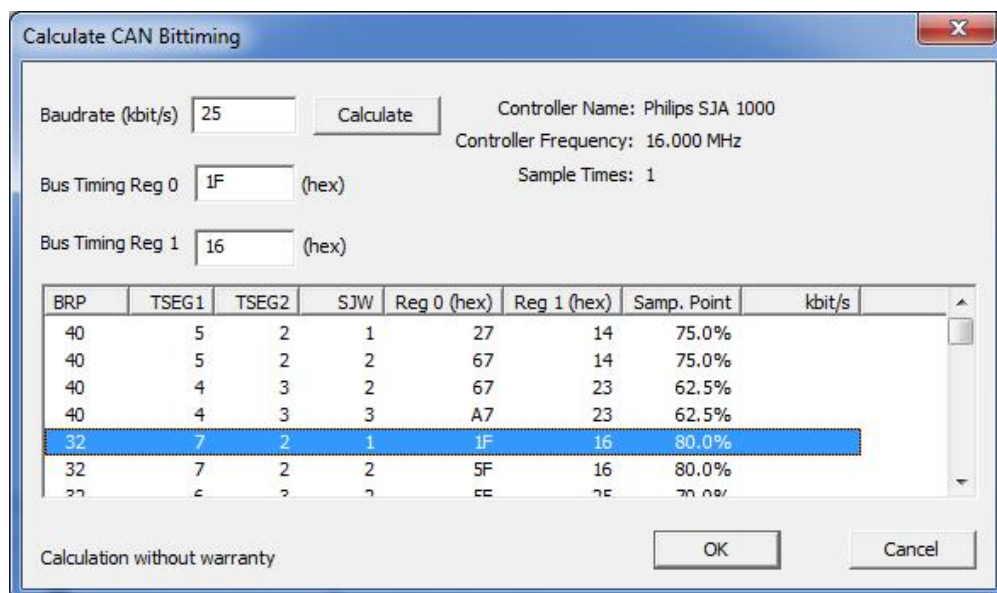 Calculate CAN Bittiming
Baudrate (kbit/s) 25 Calculate Controller Name: Philips SJA 1000
Controller Frequency: 16.000 MHz
Bus Timing Reg 0 1F (hex) Sample Times: 1
Bus Timing Reg 1 16 (hex)
BRP TSEG1 TSEG2 SJW Reg 0 (hex) Reg 1 (hex) Samp. Point kbit/s
40 5 2 1 27 14 75.0%
40 5 2 2 67 14 75.0%
40 4 3 2 67 23 62.5%
40 4 3 3 A7 23 62.5%
32 7 2 1 1F 16 80.0%
32 7 2 2 5F 16 80.0%
Calculation without warranty OK Cancel